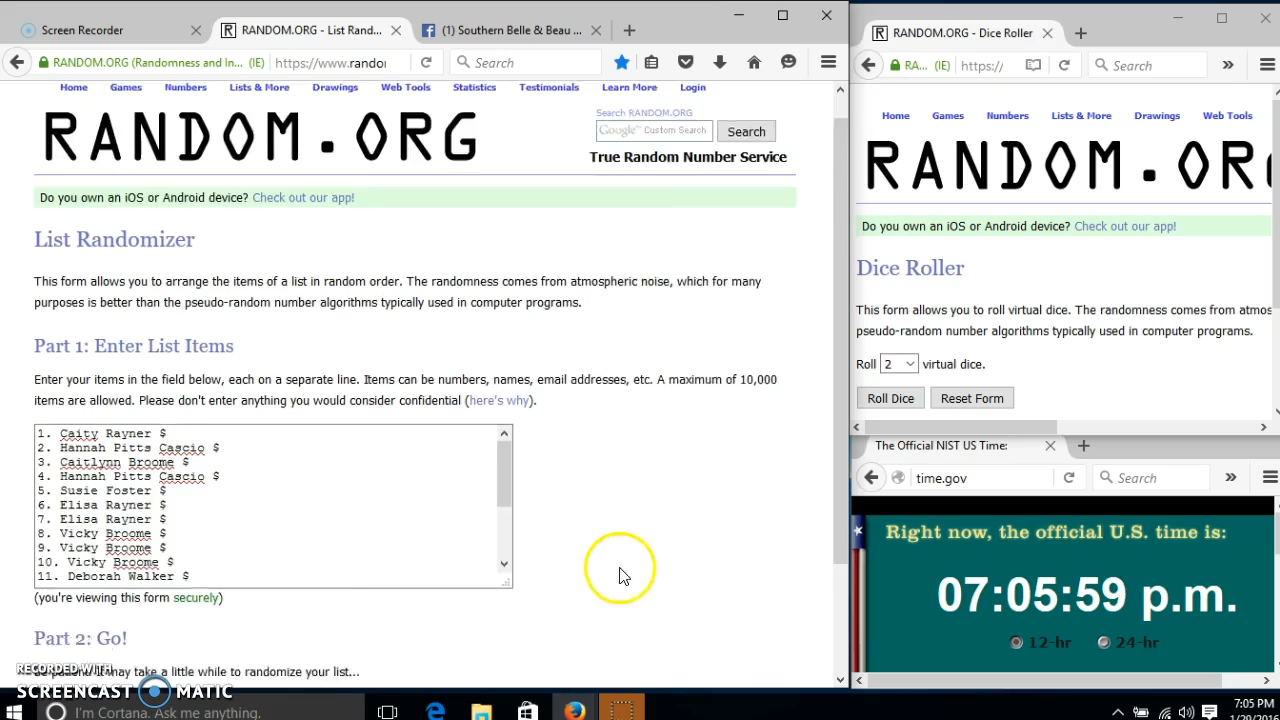 Screen Recorder
RANDOM.ORG - List Rand...
(1) Southern Belle & Beau ...
RANDOM.ORG (Randomness and In... (IE)
https://www.rando
Search
Home Games Numbers Lists & More Drawings Web Tools Statistics Testimonials Learn More Login
RANDOM.ORG
Search RANDOM.ORG
Google™ Custom Search
Search
True Random Number Service
Do you own an iOS or Android device? Check out our app!
List Randomizer
This form allows you to arrange the items of a list in random order. The randomness comes from atmospheric noise, which for many
purposes is better than the pseudo-random number algorithms typically used in computer programs.
Part 1: Enter List Items
Enter your items in the field below, each on a separate line. Items can be numbers, names, email addresses, etc. A maximum of 10,000
items are allowed. Please don't enter anything you would consider confidential (here's why).
1. Caity Rayner $
2. Hannah Pitts Cascio $
3. Caitlynn Broome $
4. Hannah Pitts Cascio $
5. Susie Foster $
6. Elisa Rayner $
7. Elisa Rayner $
8. Vicky Broome $
9. Vicky Broome $
10. Vicky Broome $
11. Deborah Walker $
(you're viewing this form securely)
Part 2: Go!
may take a little while to randomize your list...
RECORDED WITH
SCREENCAST MATIC
I'm Cortana. Ask me anything.
RANDOM.ORG - Dice Roller
RA... (IE)
https://
Search
Home Games Numbers Lists & More Drawings Web Tools
RANDOM.OR
Do you own an iOS or Android device? Check out our app!
Dice Roller
This form allows you to roll virtual dice. The randomness comes from atmos
pseudo-random number algorithms typically used in computer programs.
Roll 2 virtual dice.
Roll Dice
Reset Form
The Official NIST US Time:
time.gov
Search
Right now, the official U.S. time is:
07:05:59 p.m.
12-hr 24-hr
7:05 PM